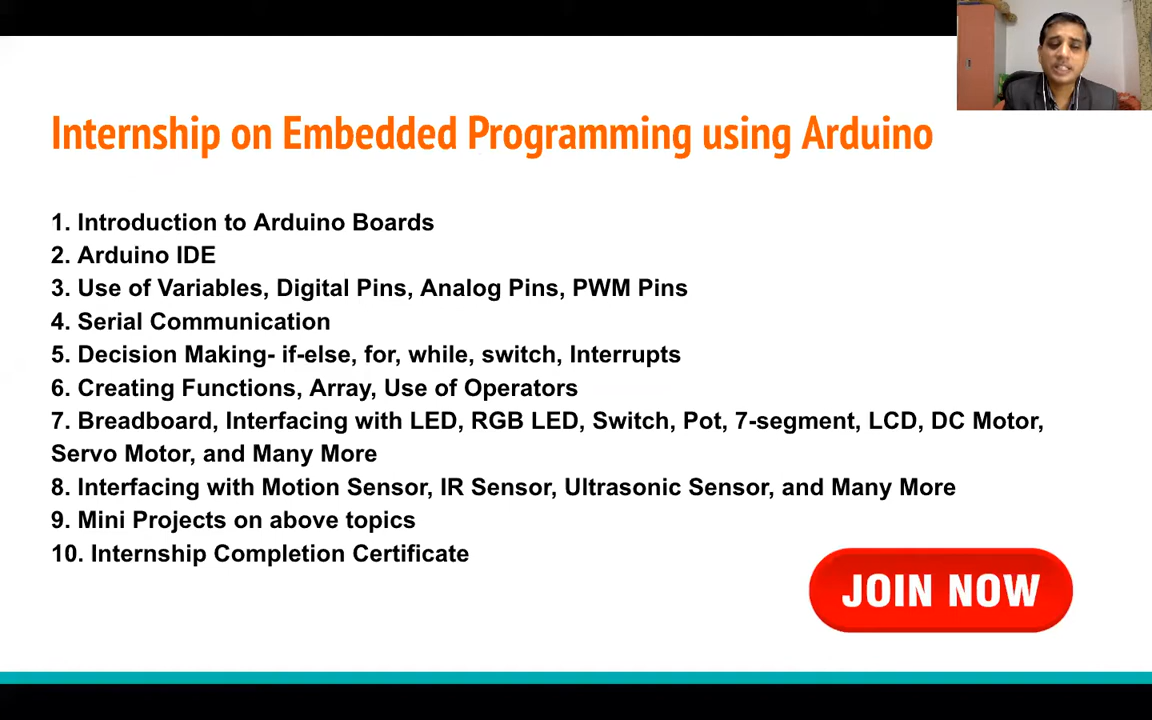 Internship on Embedded Programming using Arduino
1. Introduction to Arduino Boards
2. Arduino IDE
3. Use of Variables, Digital Pins, Analog Pins, PWM Pins
4. Serial Communication
5. Decision Making- if-else, for, while, switch, Interrupts
6. Creating Functions, Array, Use of Operators
7. Breadboard, Interfacing with LED, RGB LED, Switch, Pot, 7-segment, LCD, DC Motor,
Servo Motor, and Many More
8. Interfacing with Motion Sensor, IR Sensor, Ultrasonic Sensor, and Many More
9. Mini Projects on above topics
10. Internship Completion Certificate
JOIN NOW